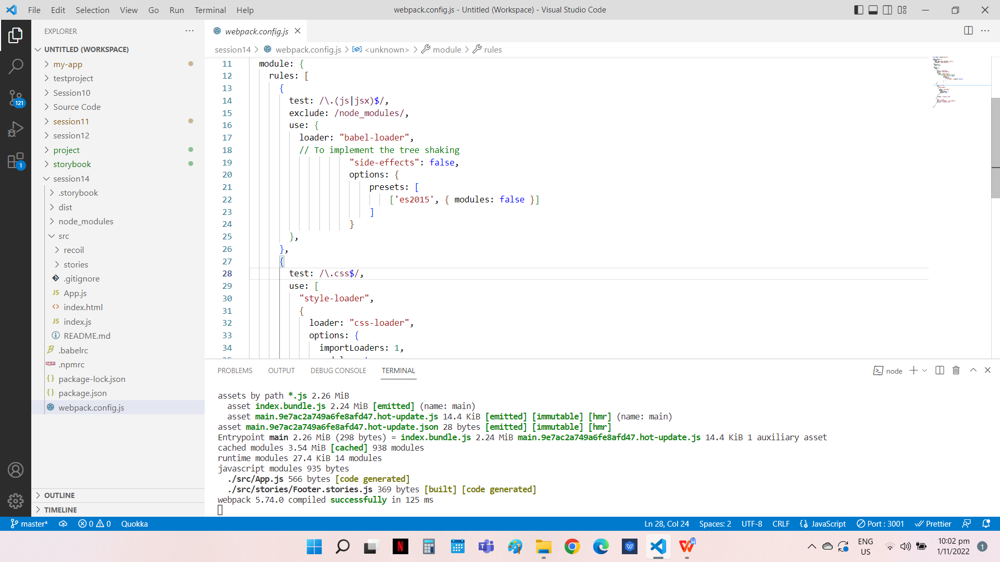 File Edit Selection View Go Run Terminal Help
webpack.config.js - Untitled (Workspace) - Visual Studio Code
EXPLORER
UNTITLED (WORKSPACE)
my-app
testproject
Session10
Source Code
session11
session12
project
storybook
session14
.storybook
dist
node_modules
src
recoil
stories
.gitignore
JS App.js
<> index.html
JS index.js
README.md
.babelrc
npm .npmrc
{} package-lock.json
{} package.json
webpack.config.js
OUTLINE
TIMELINE
121
1
webpack.config.js
session14 > webpack.config.js > <unknown> > module > rules
11 module: {
12 rules: [
13 {
14 test: /\.(js|jsx)$/,
15 exclude: /node_modules/,
16 use: {
17 loader: "babel-loader",
18 // To implement the tree shaking
19 "side-effects": false,
20 options: {
21 presets: [
22 ['es2015', { modules: false }]
23 ]
24 }
25 },
26 },
27 {
28 test: /\.css$/,
29 use: [
30 "style-loader",
31 {
32 loader: "css-loader",
33 options: {
34 importLoaders: 1,
PROBLEMS OUTPUT DEBUG CONSOLE TERMINAL
node
assets by path *.js 2.26 MiB
asset index.bundle.js 2.24 MiB [emitted] (name: main)
asset main.9e7ac2a749a6fe8afd47.hot-update.js 14.4 KiB [emitted] [immutable] [hmr] (name: main)
asset main.9e7ac2a749a6fe8afd47.hot-update.json 28 bytes [emitted] [immutable] [hmr]
Entrypoint main 2.26 MiB (298 bytes) = index.bundle.js 2.24 MiB main.9e7ac2a749a6fe8afd47.hot-update.js 14.4 KiB 1 auxiliary asset
cached modules 3.54 MiB [cached] 938 modules
runtime modules 27.4 KiB 14 modules
javascript modules 935 bytes
./src/App.js 566 bytes [code generated]
./src/stories/Footer.stories.js 369 bytes [built] [code generated]
webpack 5.74.0 compiled successfully in 125 ms
master* 0 0 Quokka
Ln 28, Col 24 Spaces: 2 UTF-8 CRLF {} JavaScript Port : 3001 Prettier
ENG
US
10:02 pm
1/11/2022
1